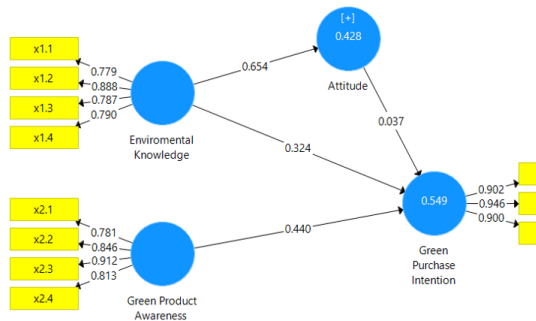 [+]
0.428
Attitude
x1.1
x1.2
x1.3
x1.4
0.779
0.888
0.787
0.790
Enviromental
Knowledge
0.654
0.324
0.037
x2.1
x2.2
x2.3
x2.4
0.781
0.846
0.912
0.813
Green Product
Awareness
0.440
0.549
Green
Purchase
Intention
0.902
0.946
0.900